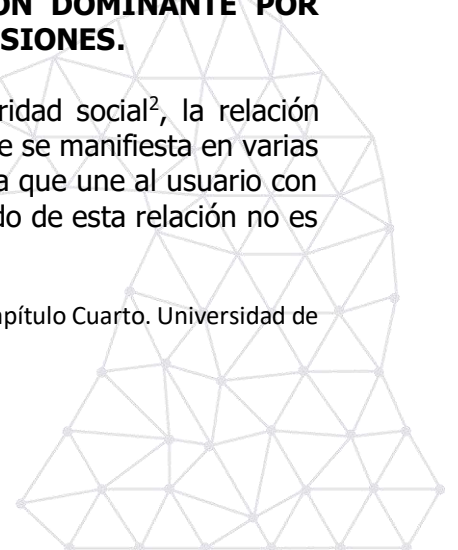 ÓN DOMINANTE POR
SIONES.
ridad social², la relación
e se manifiesta en varias
a que une al usuario con
do de esta relación no es
apítulo Cuarto. Universidad de